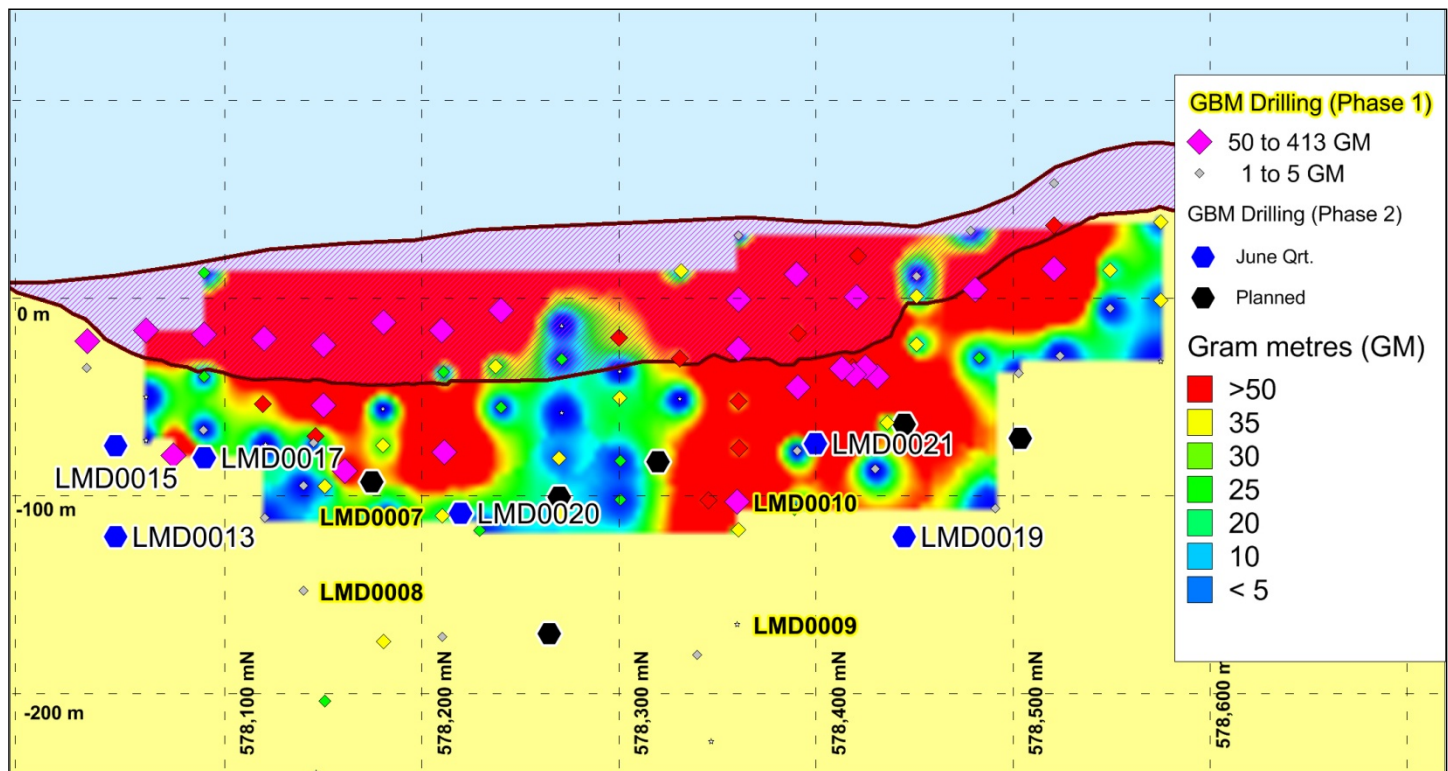 GBM Drilling (Phase 1)
50 to 413 GM
1 to 5 GM
GBM Drilling (Phase 2)
June Qrt.
Planned
Gram metres (GM)
>50
35
30
25
20
10
< 5
0 m
-100 m
-200 m
LMD0015
LMD0017
LMD0021
LMD0007
LMD0020
LMD0010
LMD0013
LMD0019
LMD0008
LMD0009
578,100 mN
578,200 mN
578,300 mN
578,400 mN
578,500 mN
578,600 mN